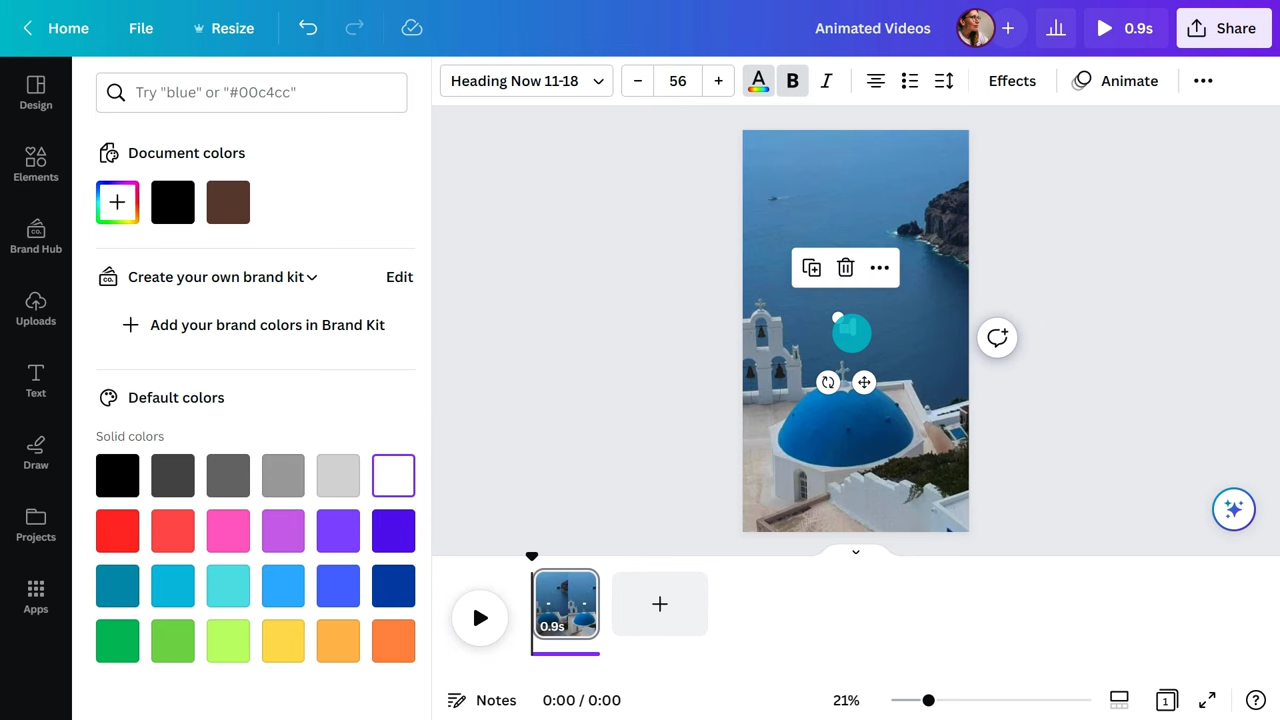 Home
File
Resize
Animated Videos
0.9s
Share
Design
Elements
Brand Hub
CO.
Uploads
Text
Draw
Projects
Apps
Try "blue" or "#00c4cc"
Document colors
CO.
Create your own brand kit
Edit
Add your brand colors in Brand Kit
Default colors
Solid colors
Heading Now 11-18
– 56 +
A
B
I
Effects
Animate
0.9s
Notes
0:00 / 0:00
21%
1
?